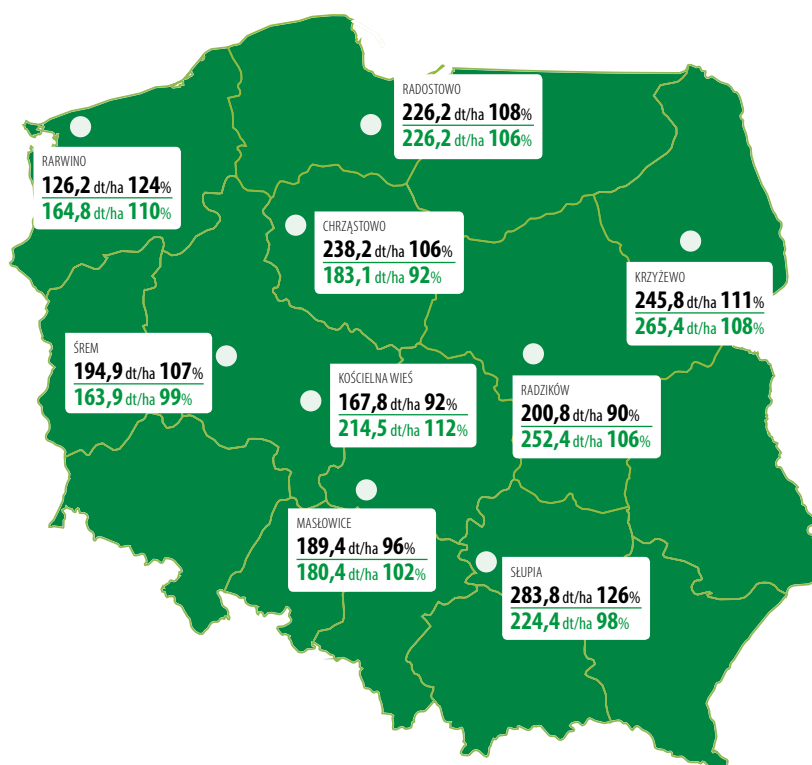 RADOSTOWO
226,2 dt/ha 108%
226,2 dt/ha 106%
RARWINO
126,2 dt/ha 124%
164,8 dt/ha 110%
CHRZĄSTOWO
238,2 dt/ha 106%
183,1 dt/ha 92%
KRZYŻEWO
245,8 dt/ha 111%
265,4 dt/ha 108%
ŚREM
194,9 dt/ha 107%
163,9 dt/ha 99%
KOŚCIELNA WIEŚ
167,8 dt/ha 92%
214,5 dt/ha 112%
RADZIKÓW
200,8 dt/ha 90%
252,4 dt/ha 106%
MASŁOWICE
189,4 dt/ha 96%
180,4 dt/ha 102%
SŁUPIA
283,8 dt/ha 126%
224,4 dt/ha 98%